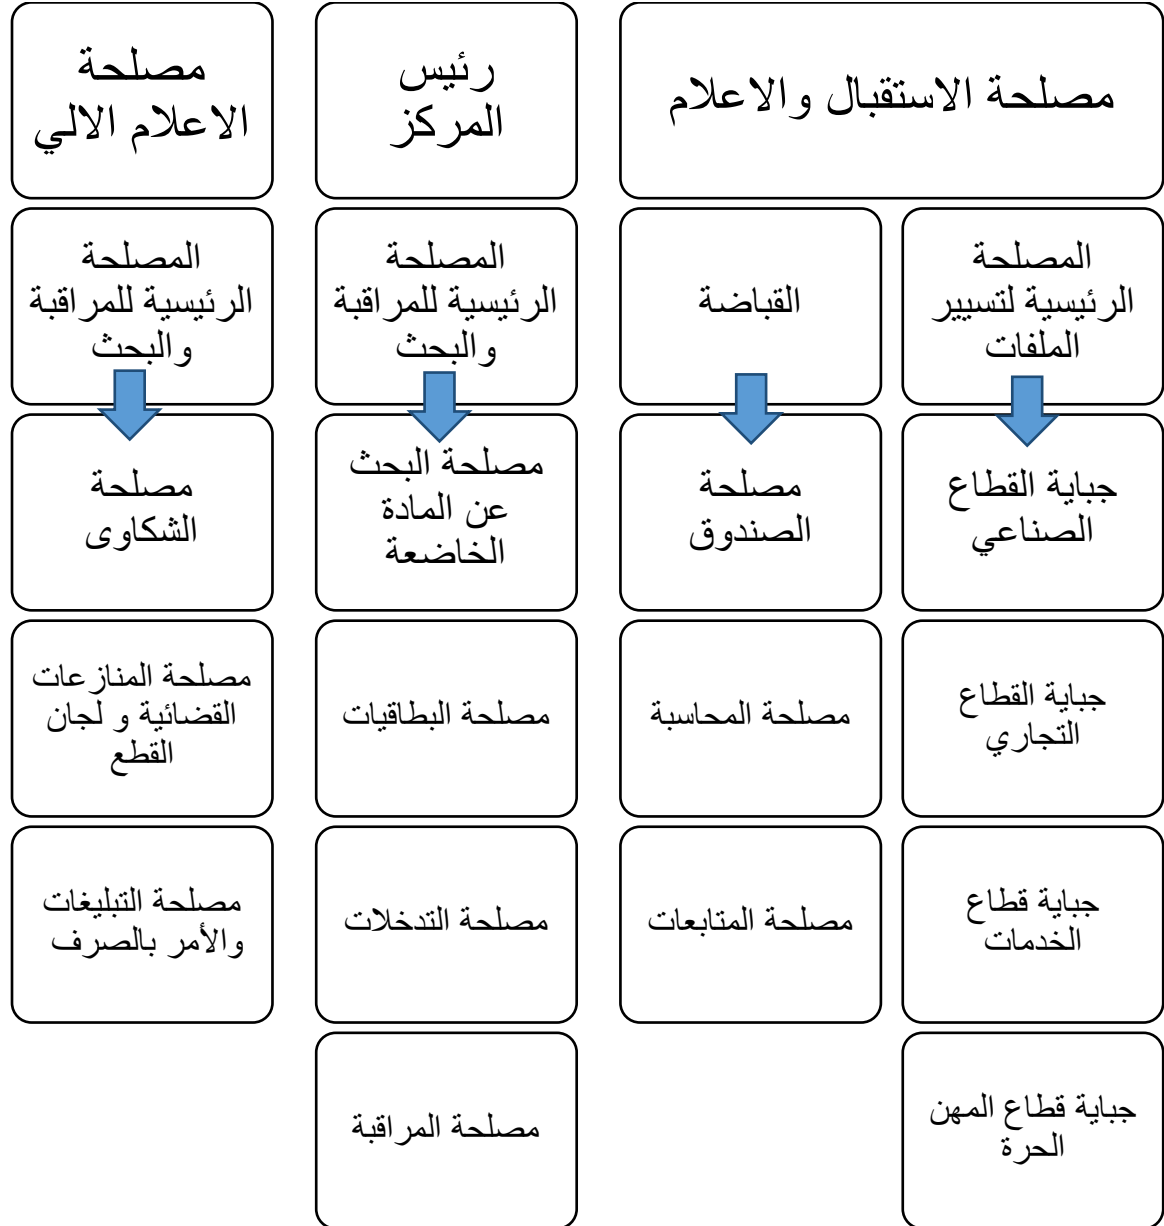 مصلحة الاستقبال والاعلام
رئيس
المركز
مصلحة
الاعلام الالي
المصلحة
الرئيسية لتسيير
الملفات
القباضة
المصلحة
الرئيسية للمراقبة
والبحث
المصلحة
الرئيسية للمراقبة
والبحث
جباية القطاع
الصناعي
مصلحة
الصندوق
مصلحة البحث
عن المادة
الخاضعة
مصلحة
الشكاوى
جباية القطاع
التجاري
مصلحة المحاسبة
مصلحة البطاقيات
مصلحة المنازعات
القضائية و لجان
القطع
جباية قطاع
الخدمات
مصلحة المتابعات
مصلحة التدخلات
مصلحة التبليغات
والأمر بالصرف
جباية قطاع المهن
الحرة
مصلحة المراقبة